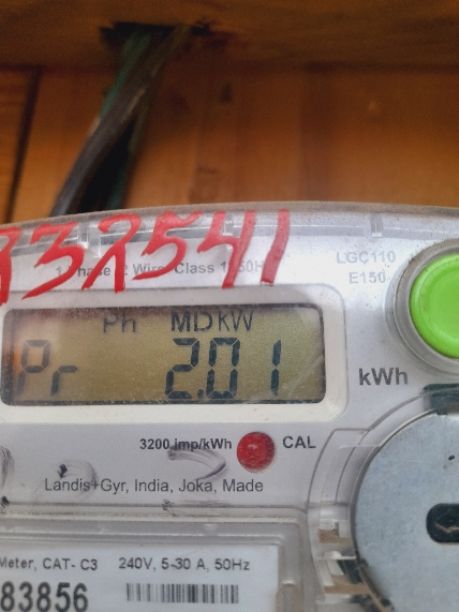 332541
1 Phase 2 Wire, Class 1, 50H
LGC110
E150
Ph MD kW
Pr 2.01
kWh
3200 imp/kWh CAL
Landis+Gyr, India, Joka, Made
Meter, CAT- C3 240V, 5-30 A, 50Hz
83856